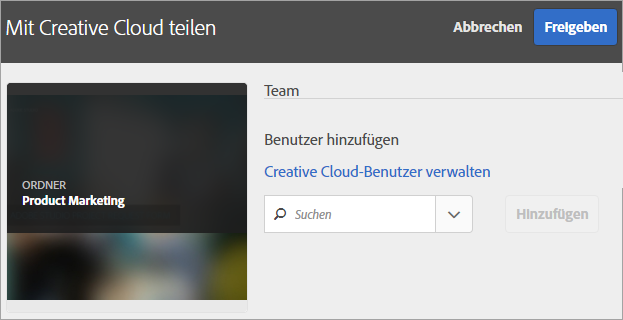 Mit Creative Cloud teilen
Abbrechen
Freigeben
Team
Benutzer hinzufügen
Creative Cloud-Benutzer verwalten
ORDNER
Product Marketing
Suchen
Hinzufügen